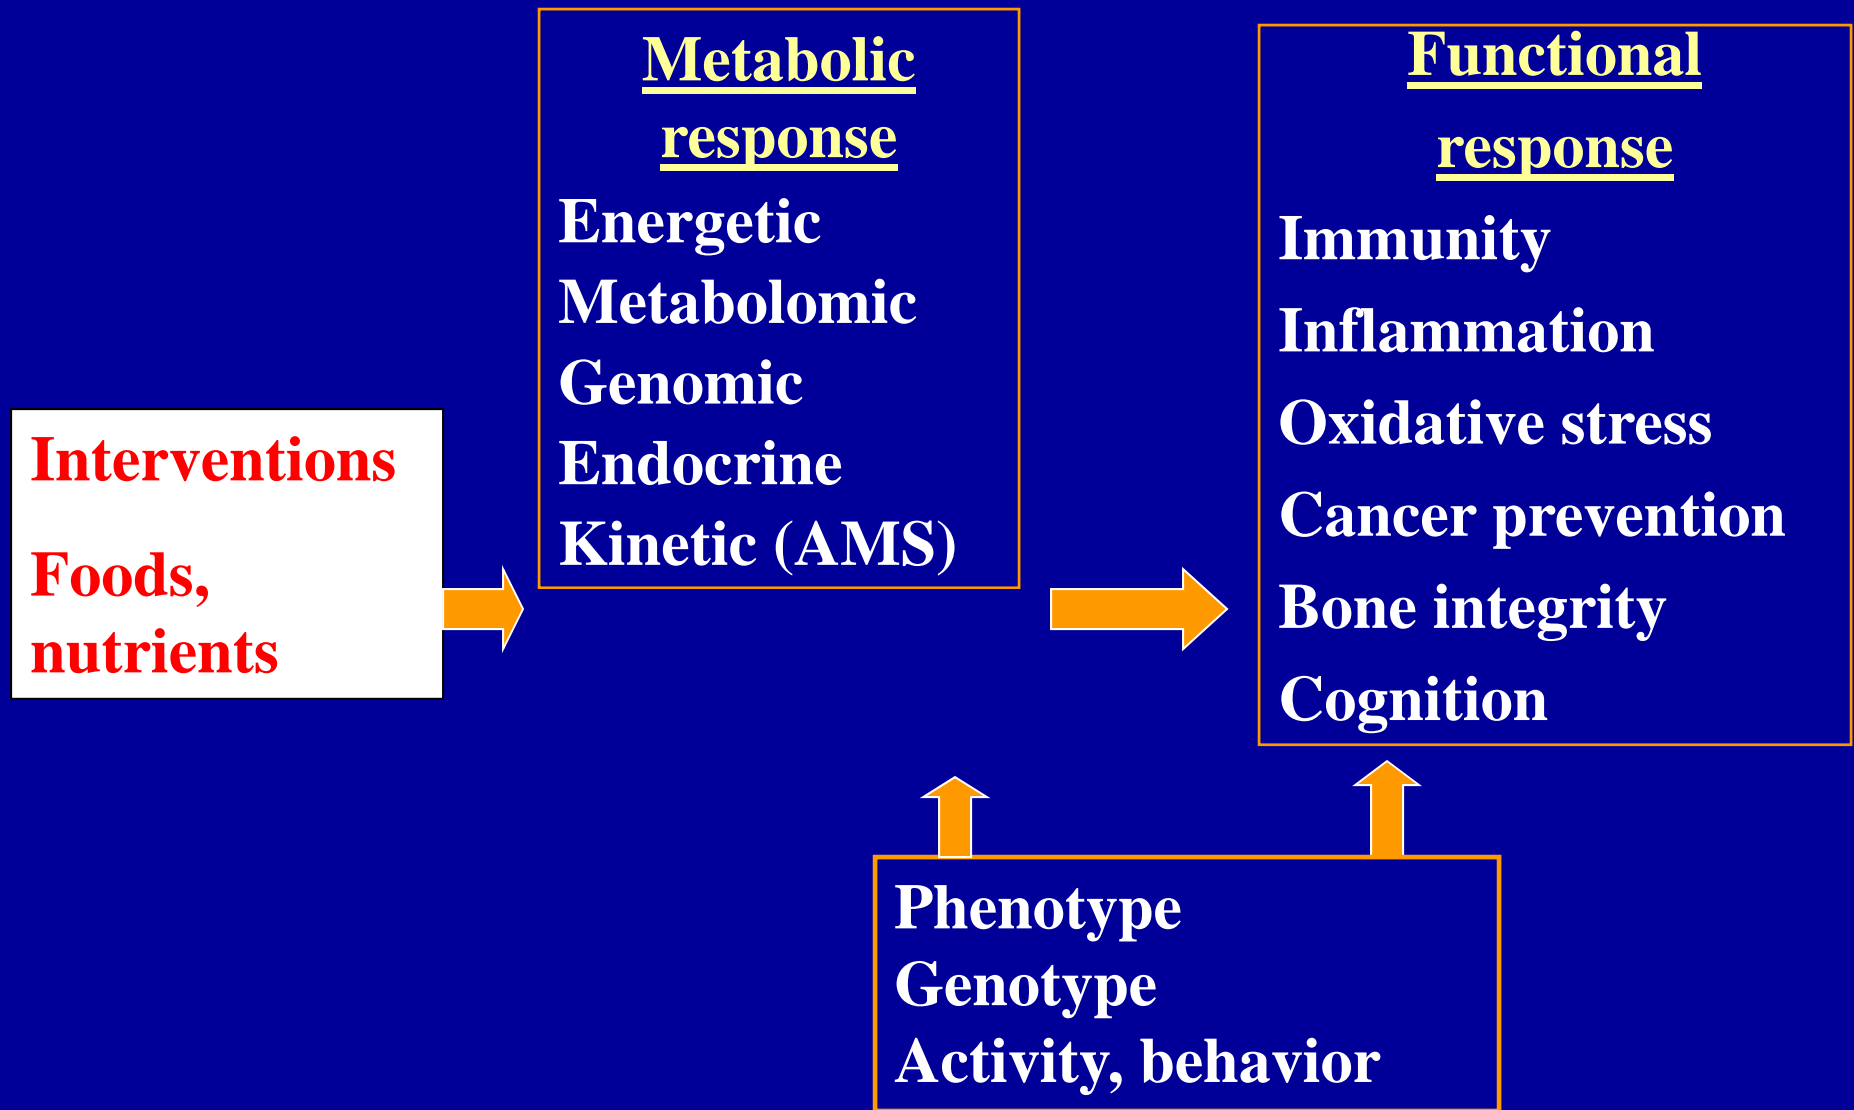 Interventions
Foods,
nutrients
Metabolic
response
Energetic
Metabolomic
Genomic
Endocrine
Kinetic (AMS)
Functional
response
Immunity
Inflammation
Oxidative stress
Cancer prevention
Bone integrity
Cognition
Phenotype
Genotype
Activity, behavior